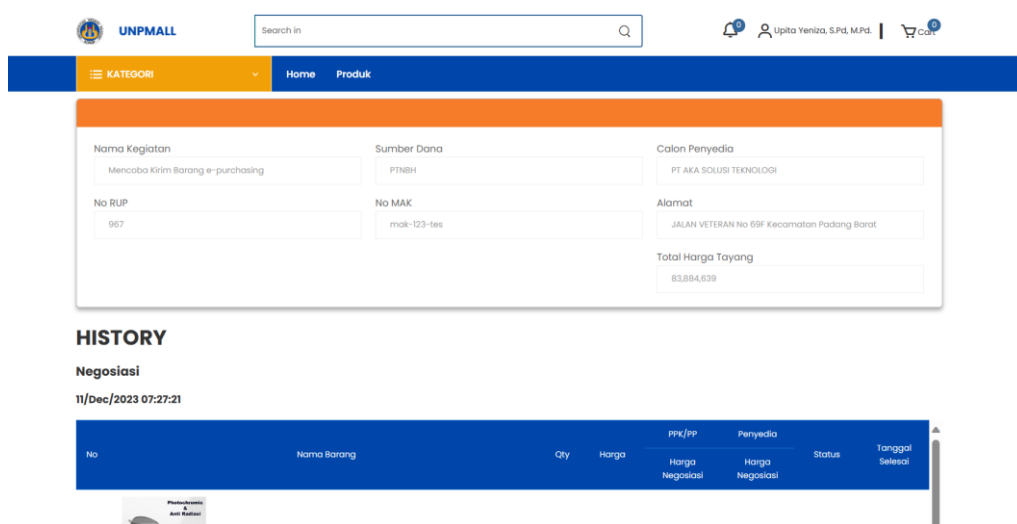 UNPMALL
Search in
0
Upita Yeniza, S.Pd, M.Pd.
Cart
0
KATEGORI
Home
Produk
Nama Kegiatan
Mencoba Kirim Barang e-purchasing
Sumber Dana
PTNBH
Calon Penyedia
PT AKA SOLUSI TEKNOLOGI
No RUP
967
No MAK
mak-123-tes
Alamat
JALAN VETERAN No 69F Kecamatan Padang Barat
Total Harga Tayang
83,884,639
HISTORY
Negosiasi
11/Dec/2023 07:27:21
No
Nama Barang
Qty
Harga
PPK/PP
Harga
Negosiasi
Penyedia
Harga
Negosiasi
Status
Tanggal
Selesai
Photochromic
&
Anti Radiasi